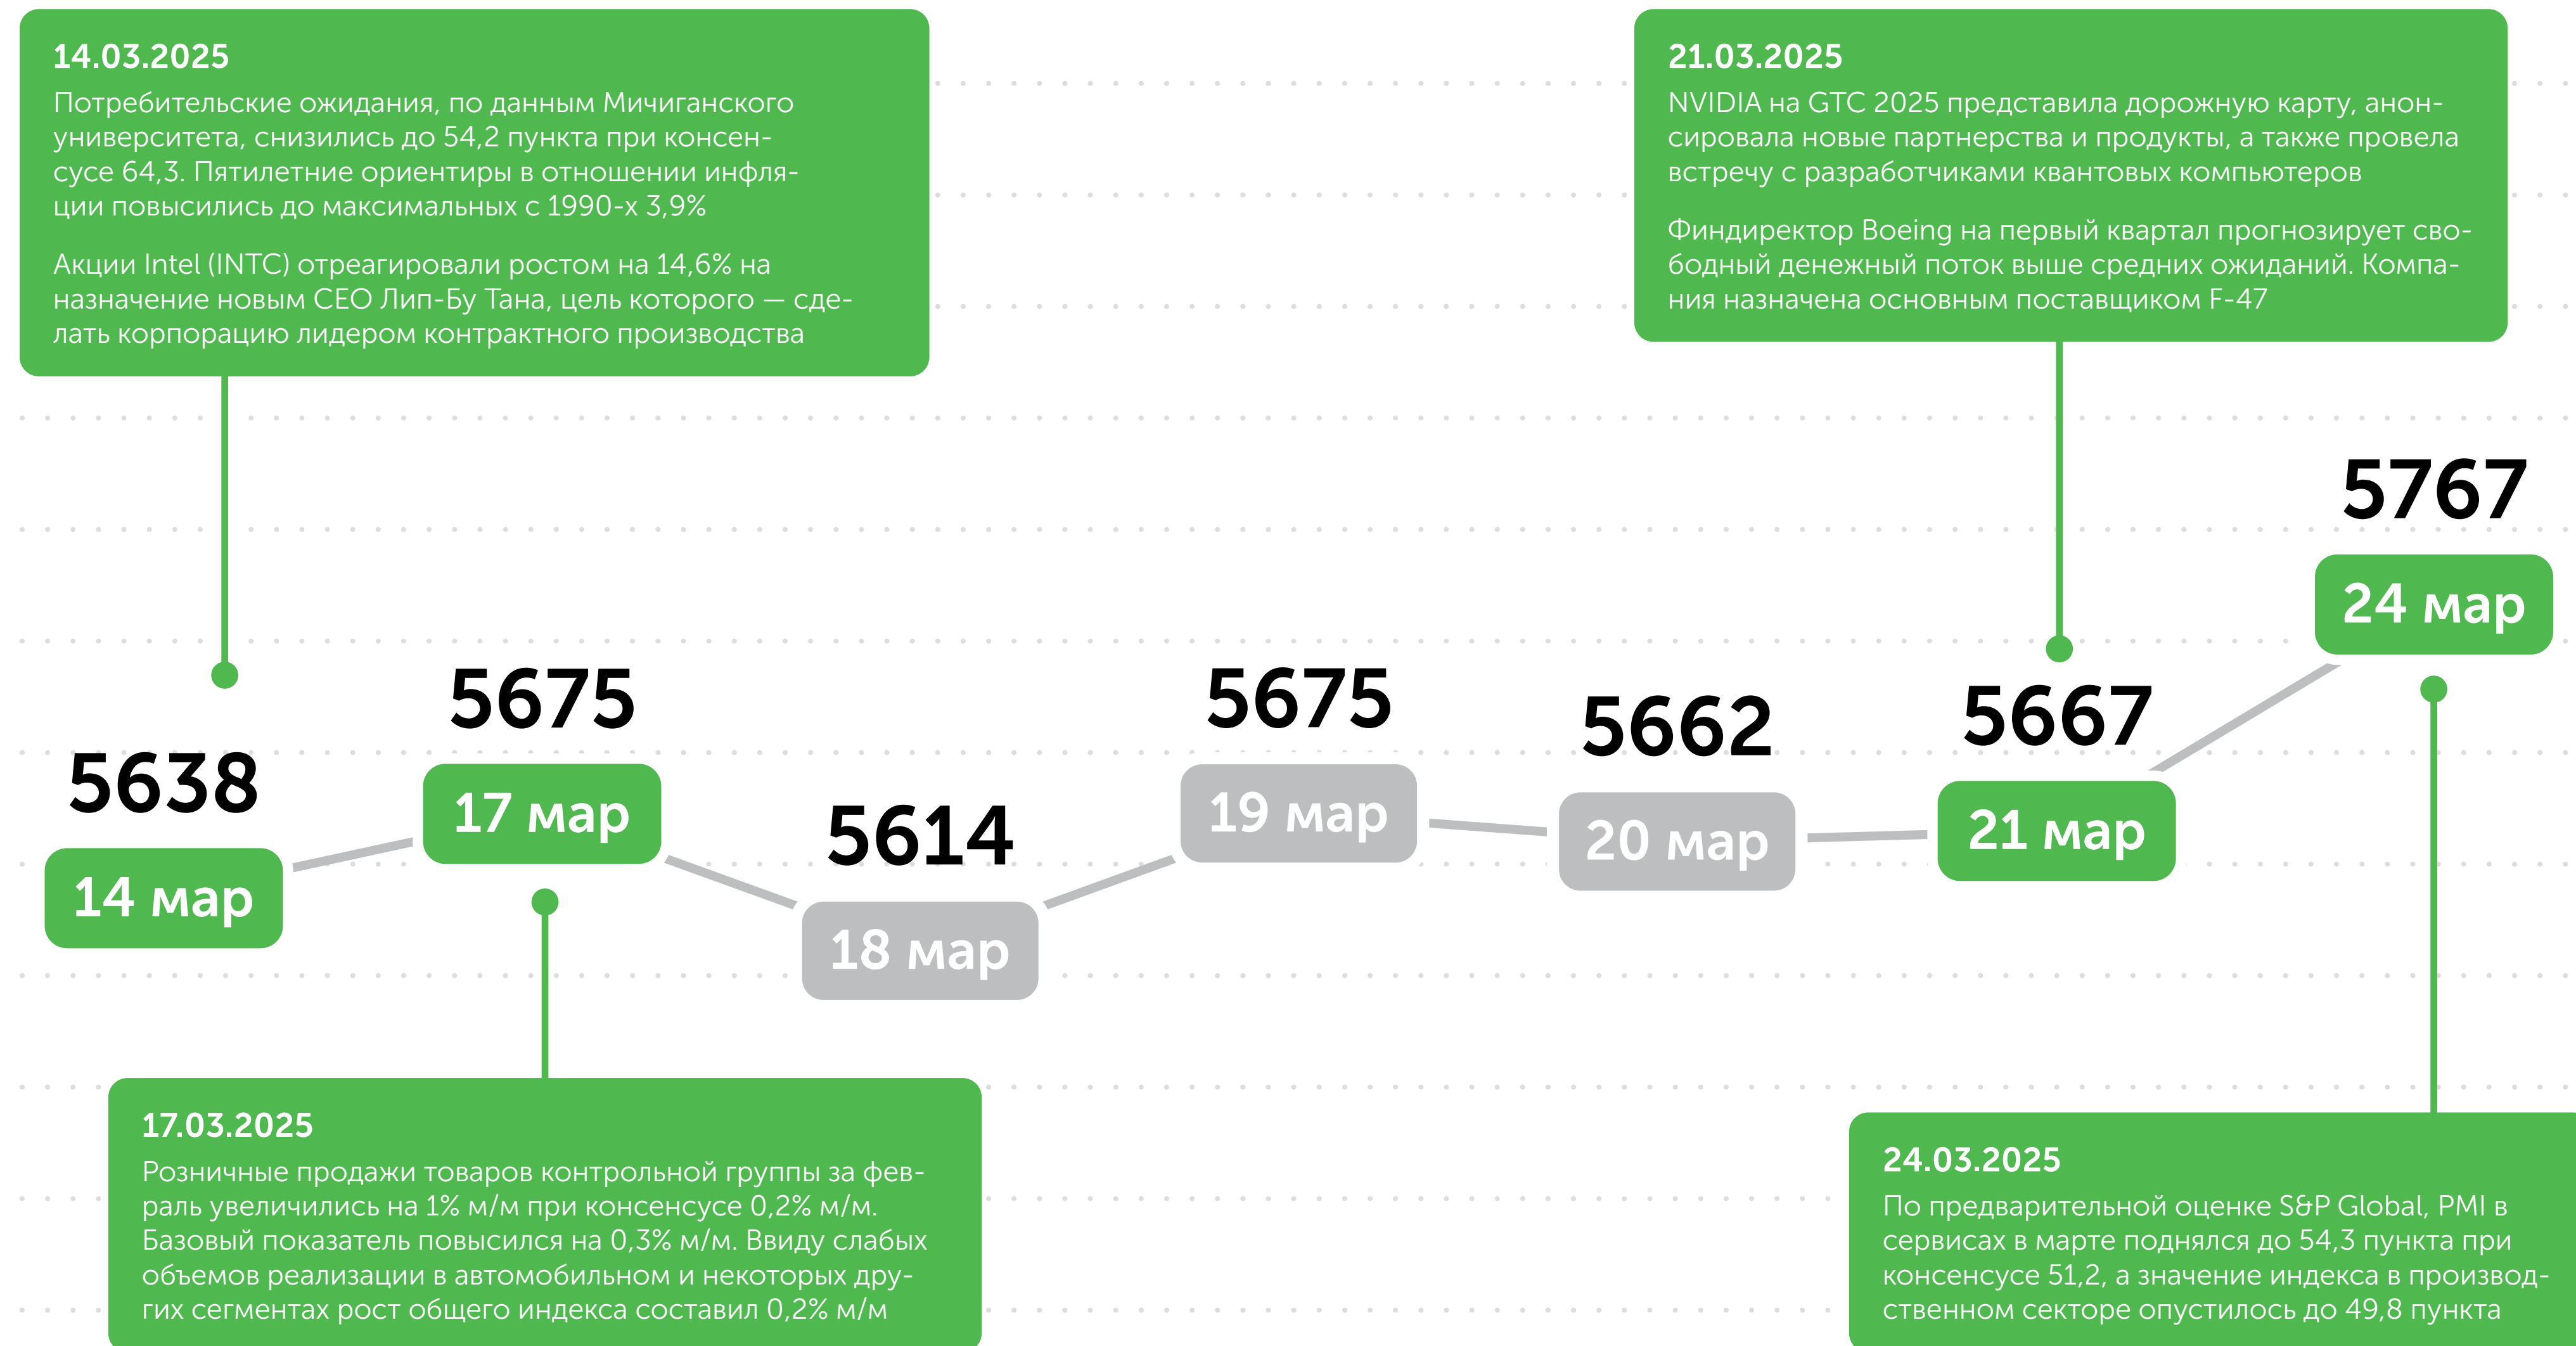 14.03.2025
Потребительские ожидания, по данным Мичиганского
университета, снизились до 54,2 пункта при консен-
сусе 64,3. Пятилетние ориентиры в отношении инфля-
ции повысились до максимальных с 1990-х 3,9%
Акции Intel (INTC) отреагировали ростом на 14,6% на
назначение новым CEO Лип-Бу Тана, цель которого — сде-
лать корпорацию лидером контрактного производства
21.03.2025
NVIDIA на GTC 2025 представила дорожную карту, анон-
сировала новые партнерства и продукты, а также провела
встречу с разработчиками квантовых компьютеров
Финдиректор Boeing на первый квартал прогнозирует сво-
бодный денежный поток выше средних ожиданий. Компа-
ния назначена основным поставщиком F-47
5638
14 мар
5675
17 мар
5614
18 мар
5675
19 мар
5662
20 мар
5667
21 мар
5767
24 мар
17.03.2025
Розничные продажи товаров контрольной группы за фев-
раль увеличились на 1% м/м при консенсусе 0,2% м/м.
Базовый показатель повысился на 0,3% м/м. Ввиду слабых
объемов реализации в автомобильном и некоторых дру-
гих сегментах рост общего индекса составил 0,2% м/м
24.03.2025
По предварительной оценке S&P Global, PMI в
сервисах в марте поднялся до 54,3 пункта при
консенсусе 51,2, а значение индекса в производ-
ственном секторе опустилось до 49,8 пункта